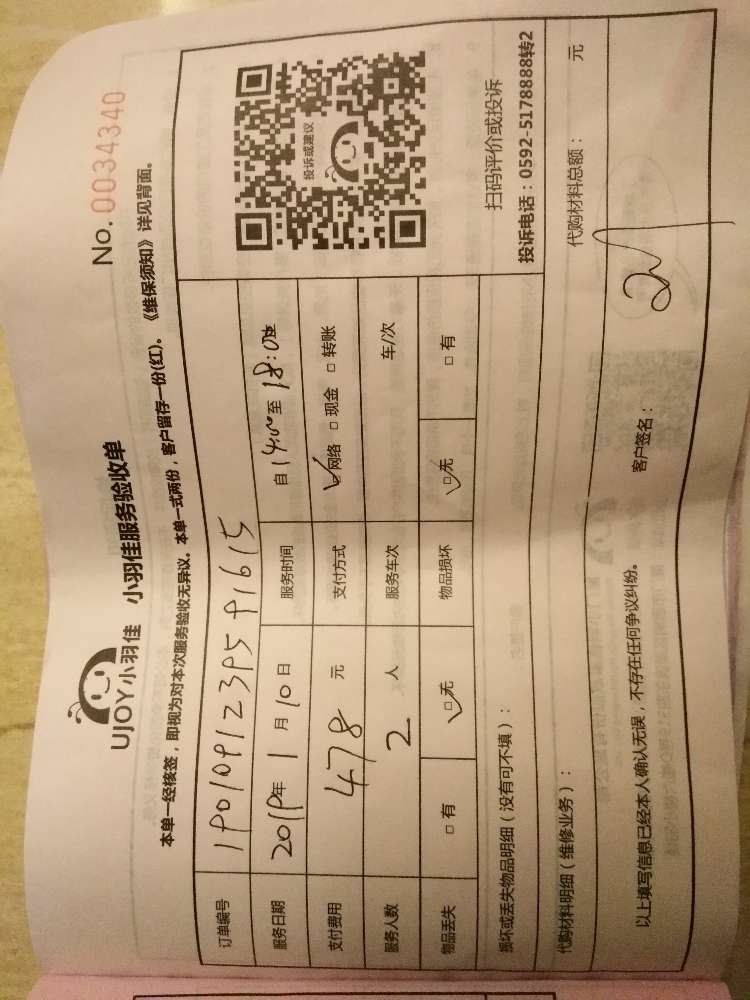 No.0034340
UJOY小羽佳 小羽佳服务验收单
本单一经核签，即视为对本次服务验收无异议。本单一式两份，客户留存一份(红)。《维保须知》详见背面。
订单编号 1901091239591615
服务日期 2019年 1 月 10 日 服务时间 自 14:00 至 18:00
支付费用 478 元 支付方式 ☑网络 □现金 □转账
服务人数 2 人 服务车次 车/次
物品丢失 □有 ☑无 物品损坏 ☑无 □有
投诉或建议
扫码评价或投诉
投诉电话：0592-5178888转2
损坏或丢失物品明细（没有可不填）：
代购材料明细（维修业务）： 代购材料总额： 元
以上填写信息已经本人确认无误，不存在任何争议纠纷。 客户签名：